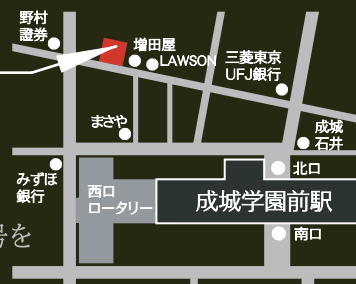 野村
證券
増田屋
LAWSON
三菱東京
UFJ銀行
まさや
成城
石井
みずほ
銀行
西口
ロータリー
北口
成城学園前駅
南口
号を